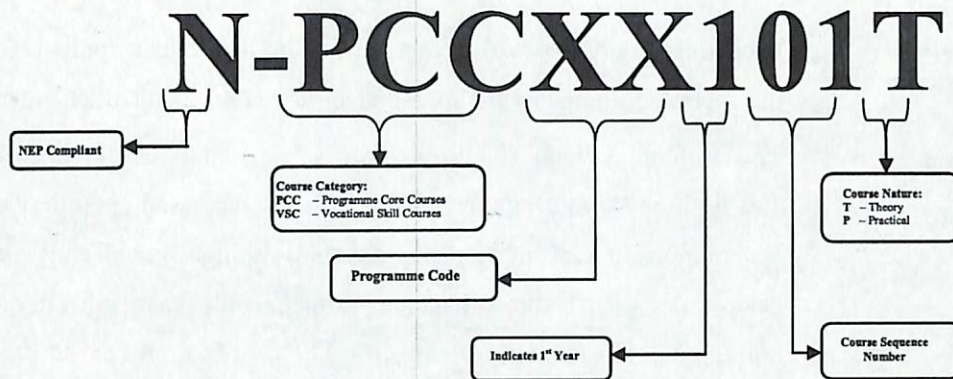 N-PCCXX101T
NEP Compliant
Course Category:
PCC – Programme Core Courses
VSC – Vocational Skill Courses
Course Nature:
T – Theory
P – Practical
Programme Code
Indicates 1st Year
Course Sequence
Number